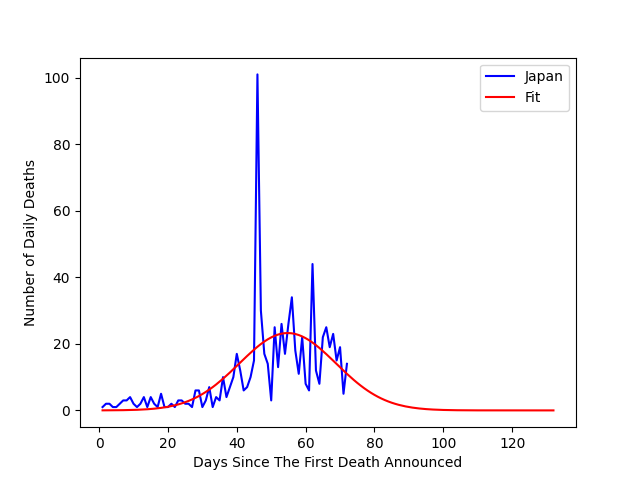 Japan
Fit
100
80
60
40
20
0
Number of Daily Deaths
0 20 40 60 80 100 120
Days Since The First Death Announced